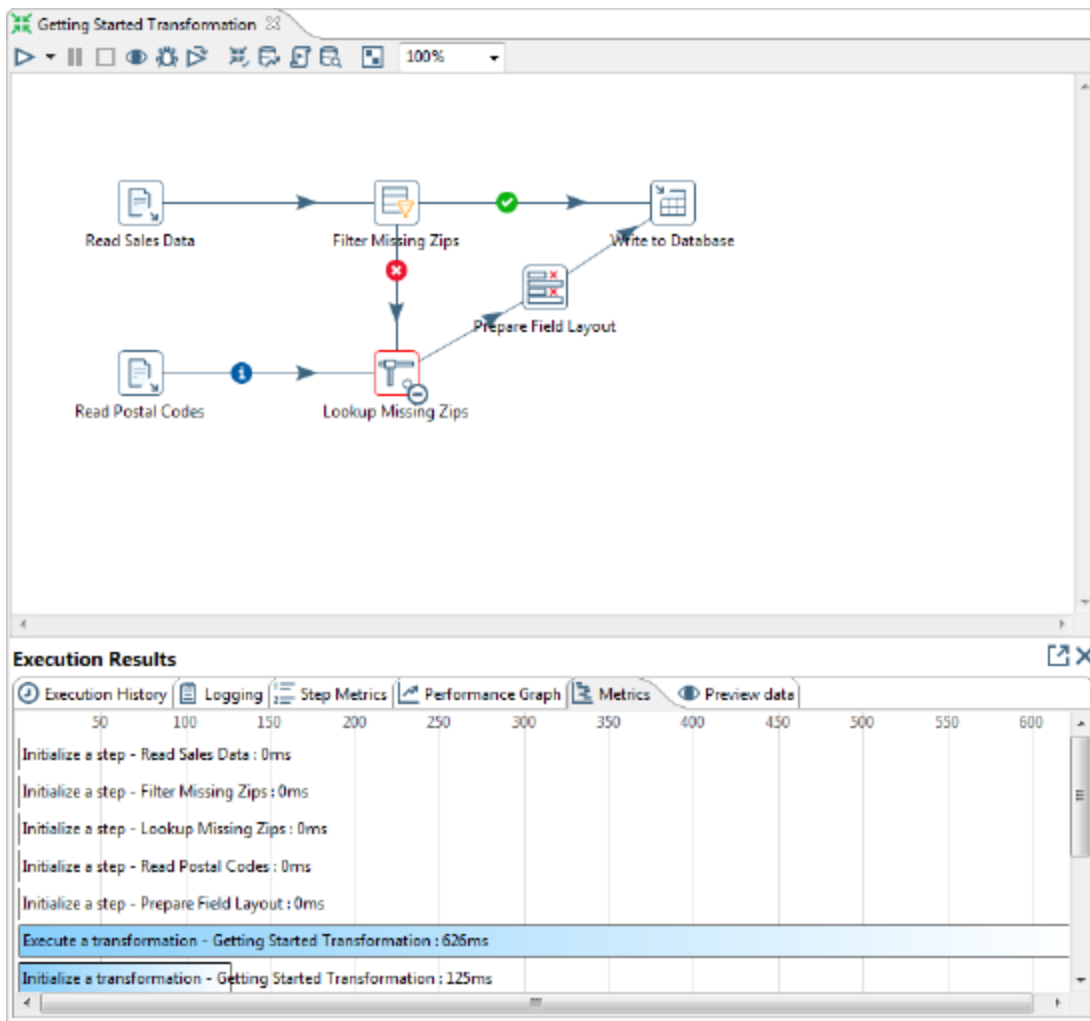 Getting Started Transformation
100%
Read Sales Data
Filter Missing Zips
Write to Database
Prepare Field Layout
Read Postal Codes
Lookup Missing Zips
Execution Results
Execution History Logging Step Metrics Performance Graph Metrics Preview data
50 100 150 200 250 300 350 400 450 500 550 600
Initialize a step - Read Sales Data : 0ms
Initialize a step - Filter Missing Zips : 0ms
Initialize a step - Lookup Missing Zips : 0ms
Initialize a step - Read Postal Codes : 0ms
Initialize a step - Prepare Field Layout : 0ms
Execute a transformation - Getting Started Transformation : 626ms
Initialize a transformation - Getting Started Transformation : 125ms